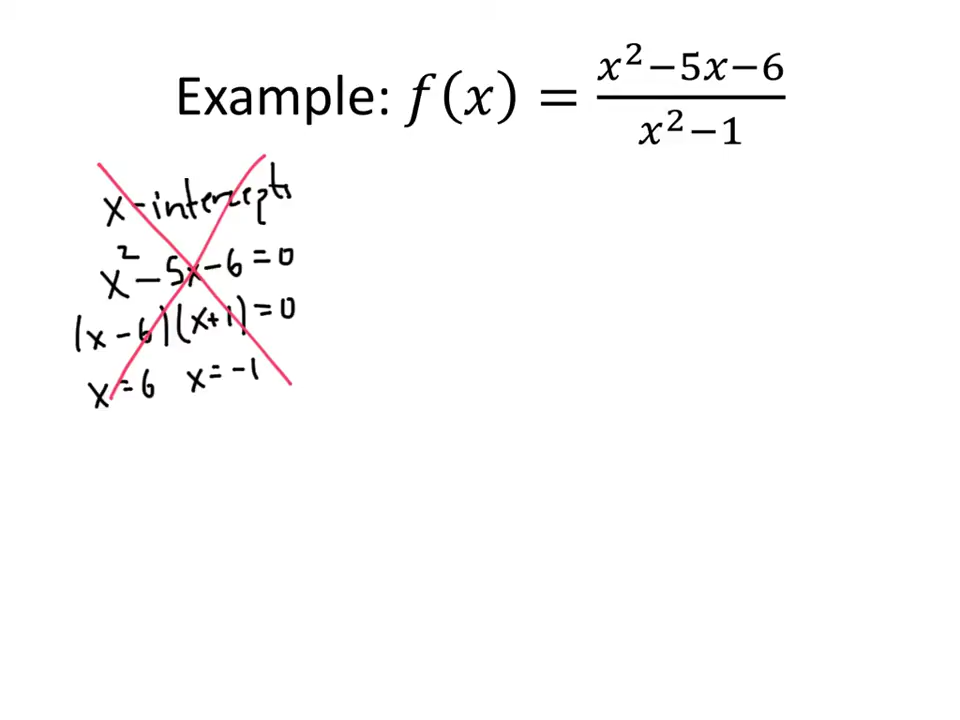 Example: f(x) = (x²−5x−6)/(x²−1)
x-intercepts
x² − 5x − 6 = 0
(x − 6)(x+1) = 0
x = 6 x = −1